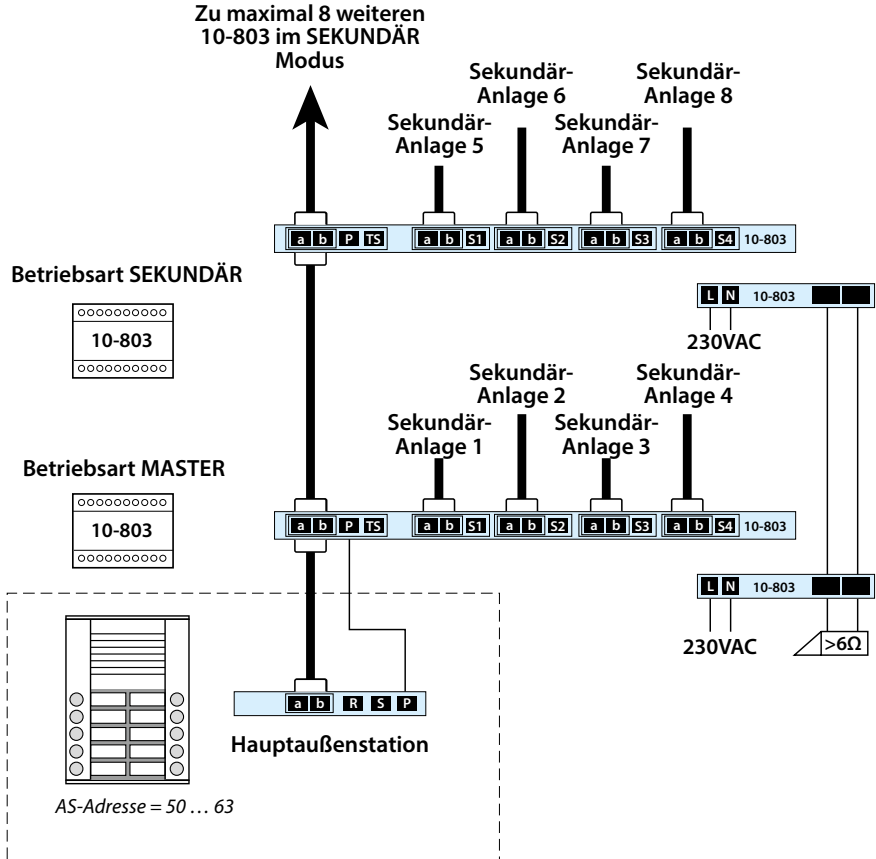 Zu maximal 8 weiteren
10-803 im SEKUNDÄR
Modus
Sekundär-
Anlage 5
Sekundär-
Anlage 6
Sekundär-
Anlage 7
Sekundär-
Anlage 8
a b P TS a b S1 a b S2 a b S3 a b S4 10-803
Betriebsart SEKUNDÄR
10-803
L N 10-803
230VAC
Sekundär-
Anlage 1
Sekundär-
Anlage 2
Sekundär-
Anlage 3
Sekundär-
Anlage 4
Betriebsart MASTER
10-803
a b P TS a b S1 a b S2 a b S3 a b S4 10-803
L N 10-803
230VAC
>6Ω
a b R S P
Hauptaußenstation
AS-Adresse = 50 … 63